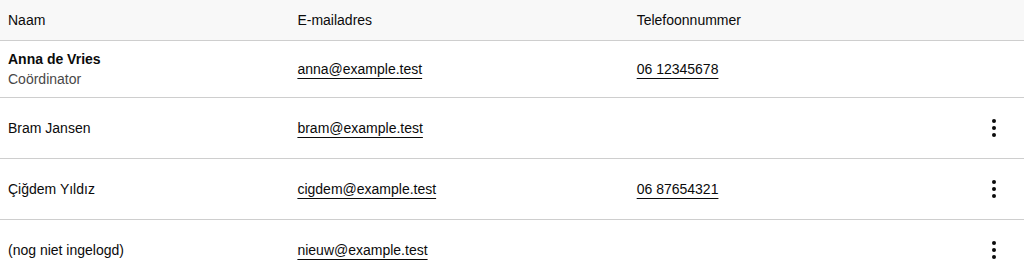 Naam E-mailadres Telefoonnummer
Anna de Vries
Coördinator
anna@example.test 06 12345678
Bram Jansen bram@example.test
Çiğdem Yıldız cigdem@example.test 06 87654321
(nog niet ingelogd) nieuw@example.test